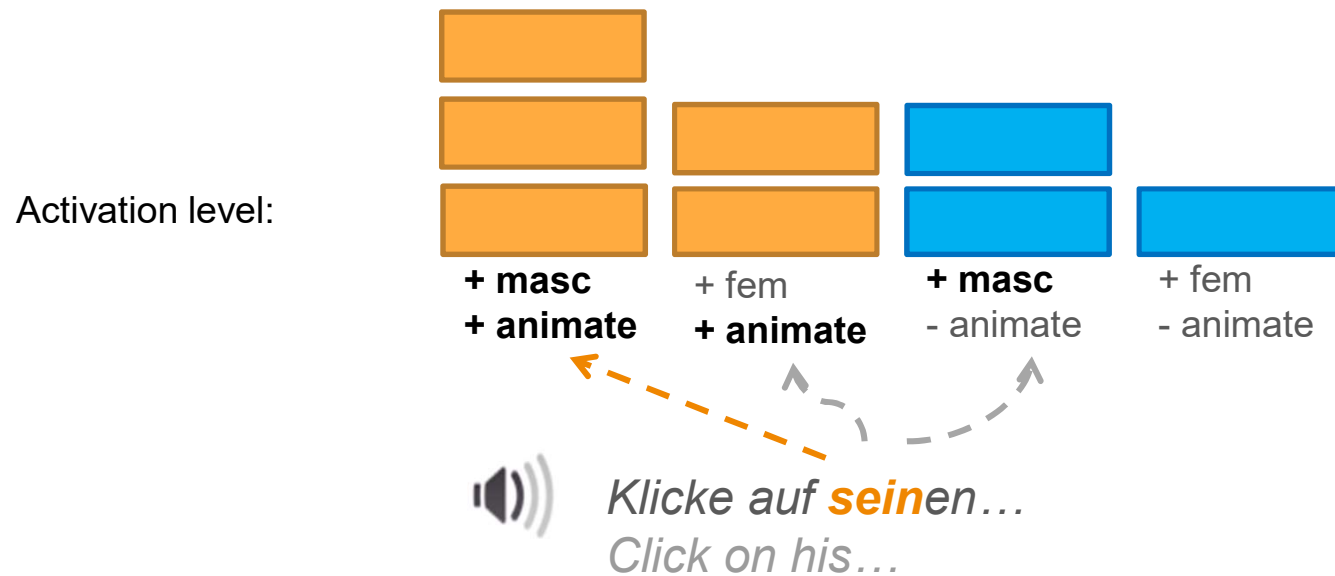 Activation level:
+ masc
+ animate
+ fem
+ animate
+ masc
- animate
+ fem
- animate
Klicke auf seinen…
Click on his…